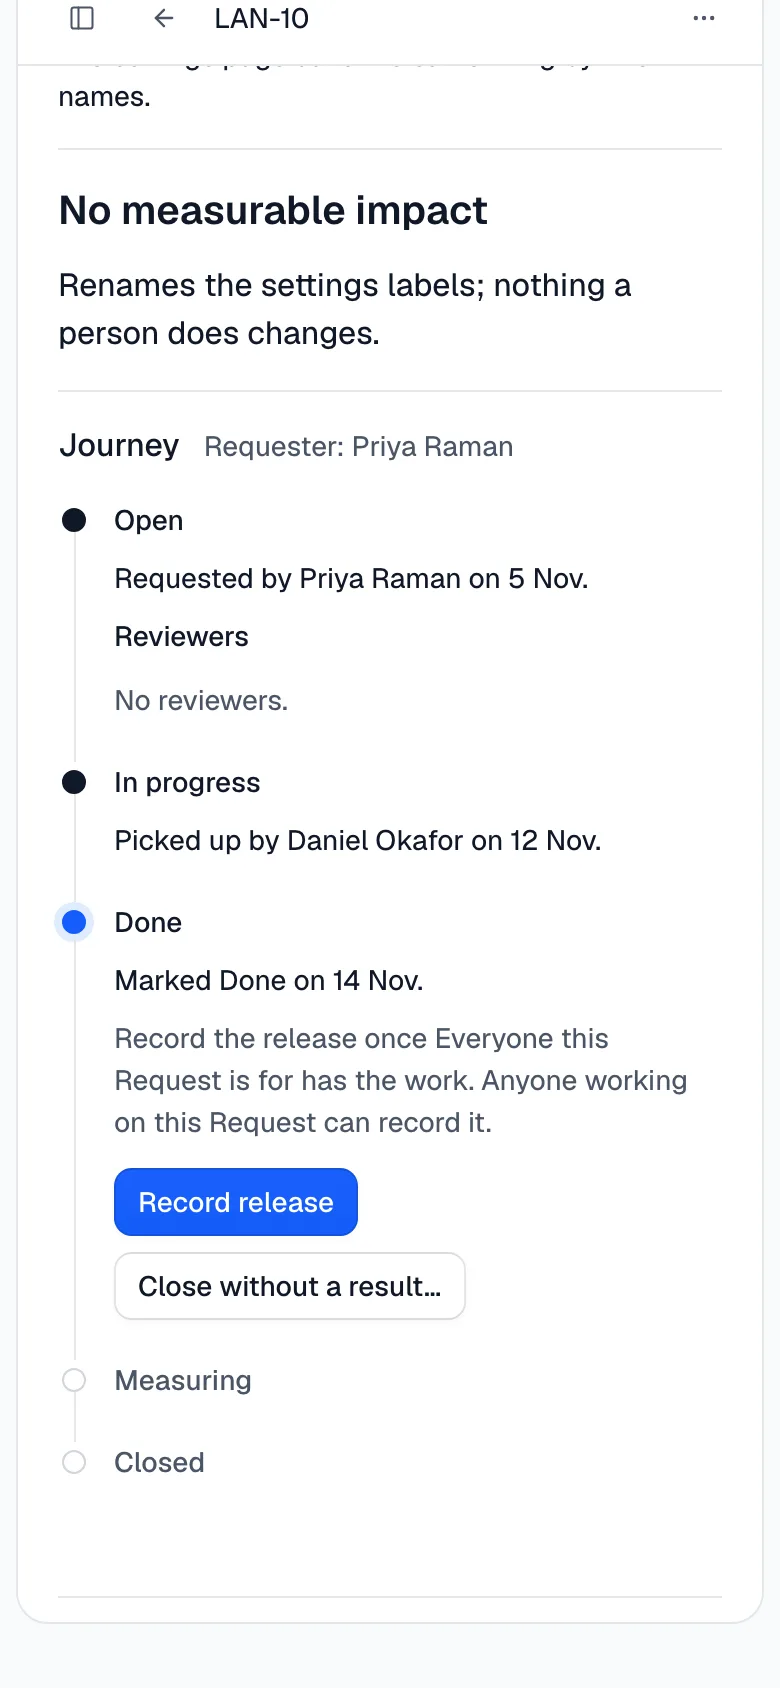 LAN-10
names.
No measurable impact
Renames the settings labels; nothing a
person does changes.
Journey Requester: Priya Raman
Open
Requested by Priya Raman on 5 Nov.
Reviewers
No reviewers.
In progress
Picked up by Daniel Okafor on 12 Nov.
Done
Marked Done on 14 Nov.
Record the release once Everyone this
Request is for has the work. Anyone working
on this Request can record it.
Record release
Close without a result...
Measuring
Closed